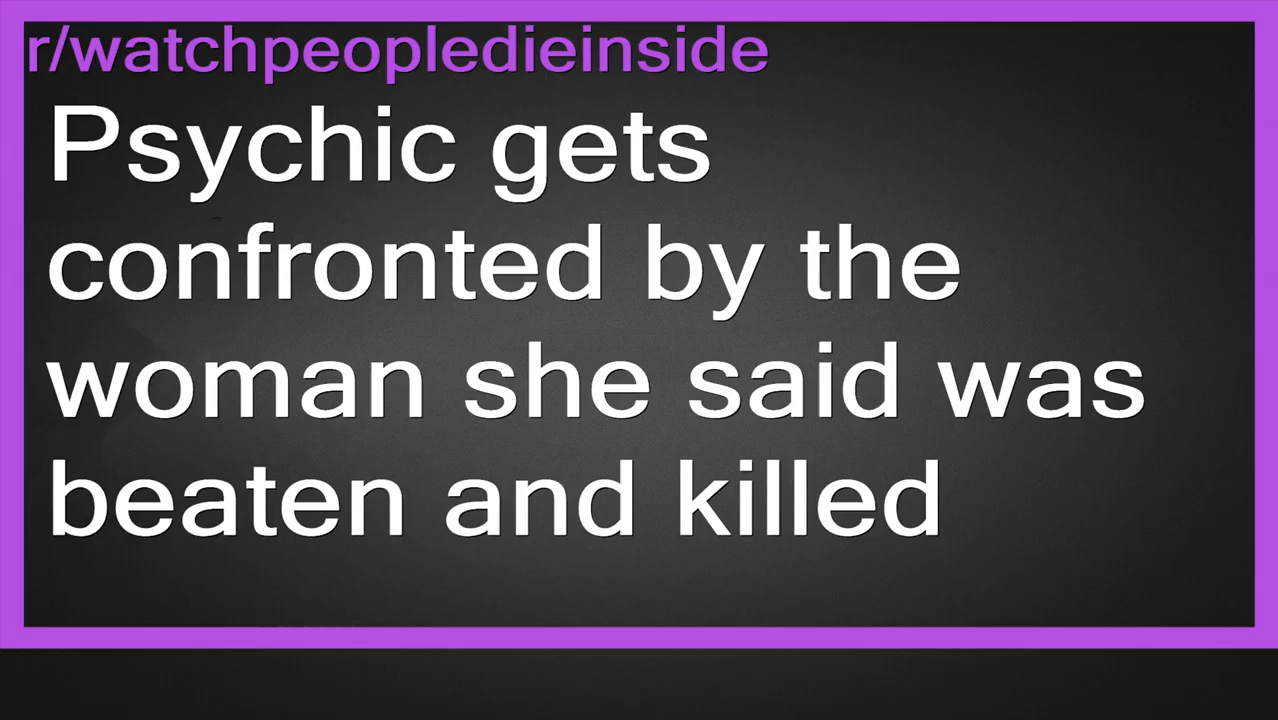 r/watchpeopledieinside
Psychic gets
confronted by the
woman she said was
beaten and killed